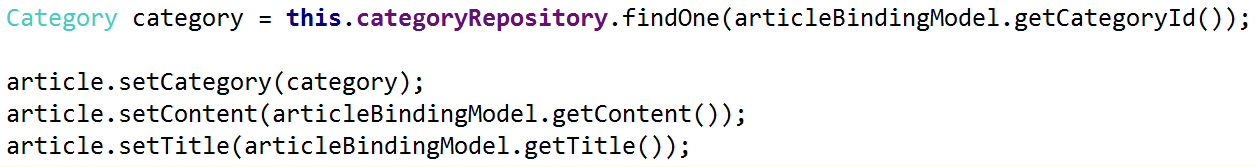 Category category = this.categoryRepository.findOne(articleBindingModel.getCategoryId());
article.setCategory(category);
article.setContent(articleBindingModel.getContent());
article.setTitle(articleBindingModel.getTitle());